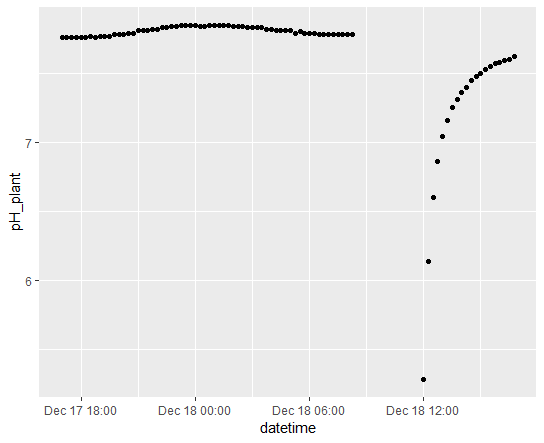 pH_plant
7
6
Dec 17 18:00
Dec 18 00:00
Dec 18 06:00
Dec 18 12:00
datetime